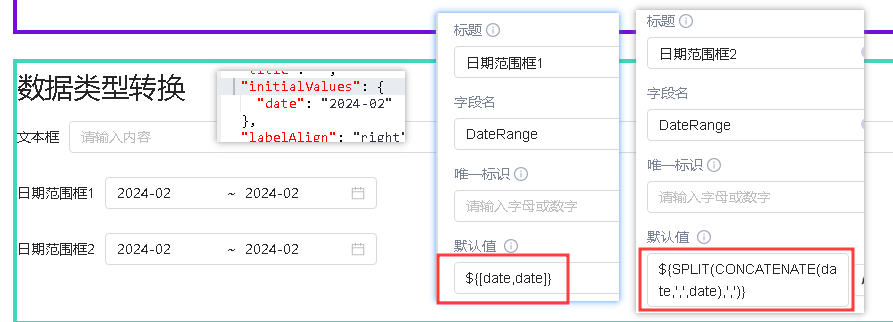 数据类型转换
"initialValues": {
"date": "2024-02"
},
"labelAlign": "right"
文本框 请输入内容
日期范围框1 2024-02 ~ 2024-02
日期范围框2 2024-02 ~ 2024-02
标题
日期范围框1
字段名
DateRange
唯一标识
请输入字母或数字
默认值
${[date,date]}
标题
日期范围框2
字段名
DateRange
唯一标识
请输入字母或数字
默认值
${SPLIT(CONCATENATE(da
te,',',date),',')}